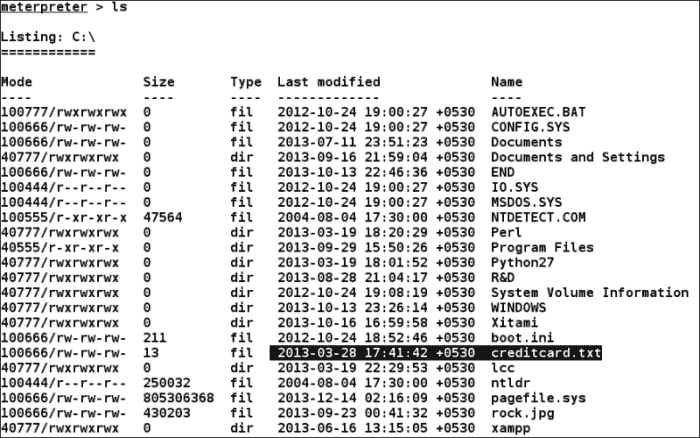 meterpreter > ls
Listing: C:\
============
Mode Size Type Last modified Name
---- ---- ---- ------------- ----
100777/rwxrwxrwx 0 fil 2012-10-24 19:00:27 +0530 AUTOEXEC.BAT
100666/rw-rw-rw- 0 fil 2012-10-24 19:00:27 +0530 CONFIG.SYS
100666/rw-rw-rw- 0 fil 2013-07-11 23:51:23 +0530 Documents
40777/rwxrwxrwx 0 dir 2013-09-16 21:59:04 +0530 Documents and Settings
100666/rw-rw-rw- 0 fil 2013-10-13 22:46:36 +0530 END
100444/r--r--r-- 0 fil 2012-10-24 19:00:27 +0530 IO.SYS
100444/r--r--r-- 0 fil 2012-10-24 19:00:27 +0530 MSDOS.SYS
100555/r-xr-xr-x 47564 fil 2004-08-04 17:30:00 +0530 NTDETECT.COM
40777/rwxrwxrwx 0 dir 2013-03-19 18:20:29 +0530 Perl
40555/r-xr-xr-x 0 dir 2013-09-29 15:50:26 +0530 Program Files
40777/rwxrwxrwx 0 dir 2013-03-19 18:01:52 +0530 Python27
40777/rwxrwxrwx 0 dir 2013-08-28 21:04:17 +0530 R&D
40777/rwxrwxrwx 0 dir 2012-10-24 19:08:19 +0530 System Volume Information
40777/rwxrwxrwx 0 dir 2013-10-13 23:26:14 +0530 WINDOWS
40777/rwxrwxrwx 0 dir 2013-10-16 16:59:58 +0530 Xitami
100666/rw-rw-rw- 211 fil 2012-10-24 18:52:46 +0530 boot.ini
100666/rw-rw-rw- 13 fil 2013-03-28 17:41:42 +0530 creditcard.txt
40777/rwxrwxrwx 0 dir 2013-03-19 22:29:53 +0530 lcc
100444/r--r--r-- 250032 fil 2004-08-04 17:30:00 +0530 ntldr
100666/rw-rw-rw- 805306368 fil 2013-12-14 02:16:09 +0530 pagefile.sys
100666/rw-rw-rw- 430203 fil 2013-09-23 00:41:32 +0530 rock.jpg
40777/rwxrwxrwx 0 dir 2013-06-16 13:15:05 +0530 xampp